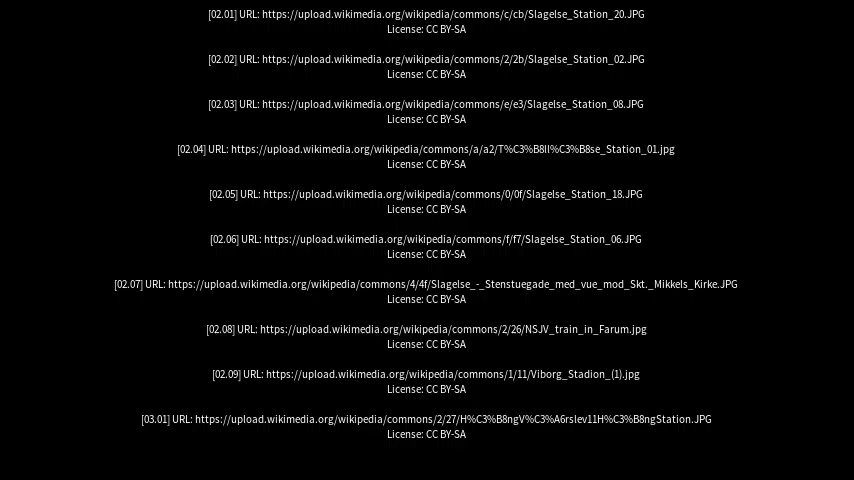 [02.01] URL: https://upload.wikimedia.org/wikipedia/commons/c/cb/Slagelse_Station_20.JPG
License: CC BY-SA
[02.02] URL: https://upload.wikimedia.org/wikipedia/commons/2/2b/Slagelse_Station_02.JPG
License: CC BY-SA
[02.03] URL: https://upload.wikimedia.org/wikipedia/commons/e/e3/Slagelse_Station_08.JPG
License: CC BY-SA
[02.04] URL: https://upload.wikimedia.org/wikipedia/commons/a/a2/T%C3%B8ll%C3%B8se_Station_01.jpg
License: CC BY-SA
[02.05] URL: https://upload.wikimedia.org/wikipedia/commons/0/0f/Slagelse_Station_18.JPG
License: CC BY-SA
[02.06] URL: https://upload.wikimedia.org/wikipedia/commons/f/f7/Slagelse_Station_06.JPG
License: CC BY-SA
[02.07] URL: https://upload.wikimedia.org/wikipedia/commons/4/4f/Slagelse_-_Stenstuegade_med_vue_mod_Skt._Mikkels_Kirke.JPG
License: CC BY-SA
[02.08] URL: https://upload.wikimedia.org/wikipedia/commons/2/26/NSJV_train_in_Farum.jpg
License: CC BY-SA
[02.09] URL: https://upload.wikimedia.org/wikipedia/commons/1/11/Viborg_Stadion_(1).jpg
License: CC BY-SA
[03.01] URL: https://upload.wikimedia.org/wikipedia/commons/2/27/H%C3%B8ngV%C3%A6rslev11H%C3%B8ngStation.JPG
License: CC BY-SA